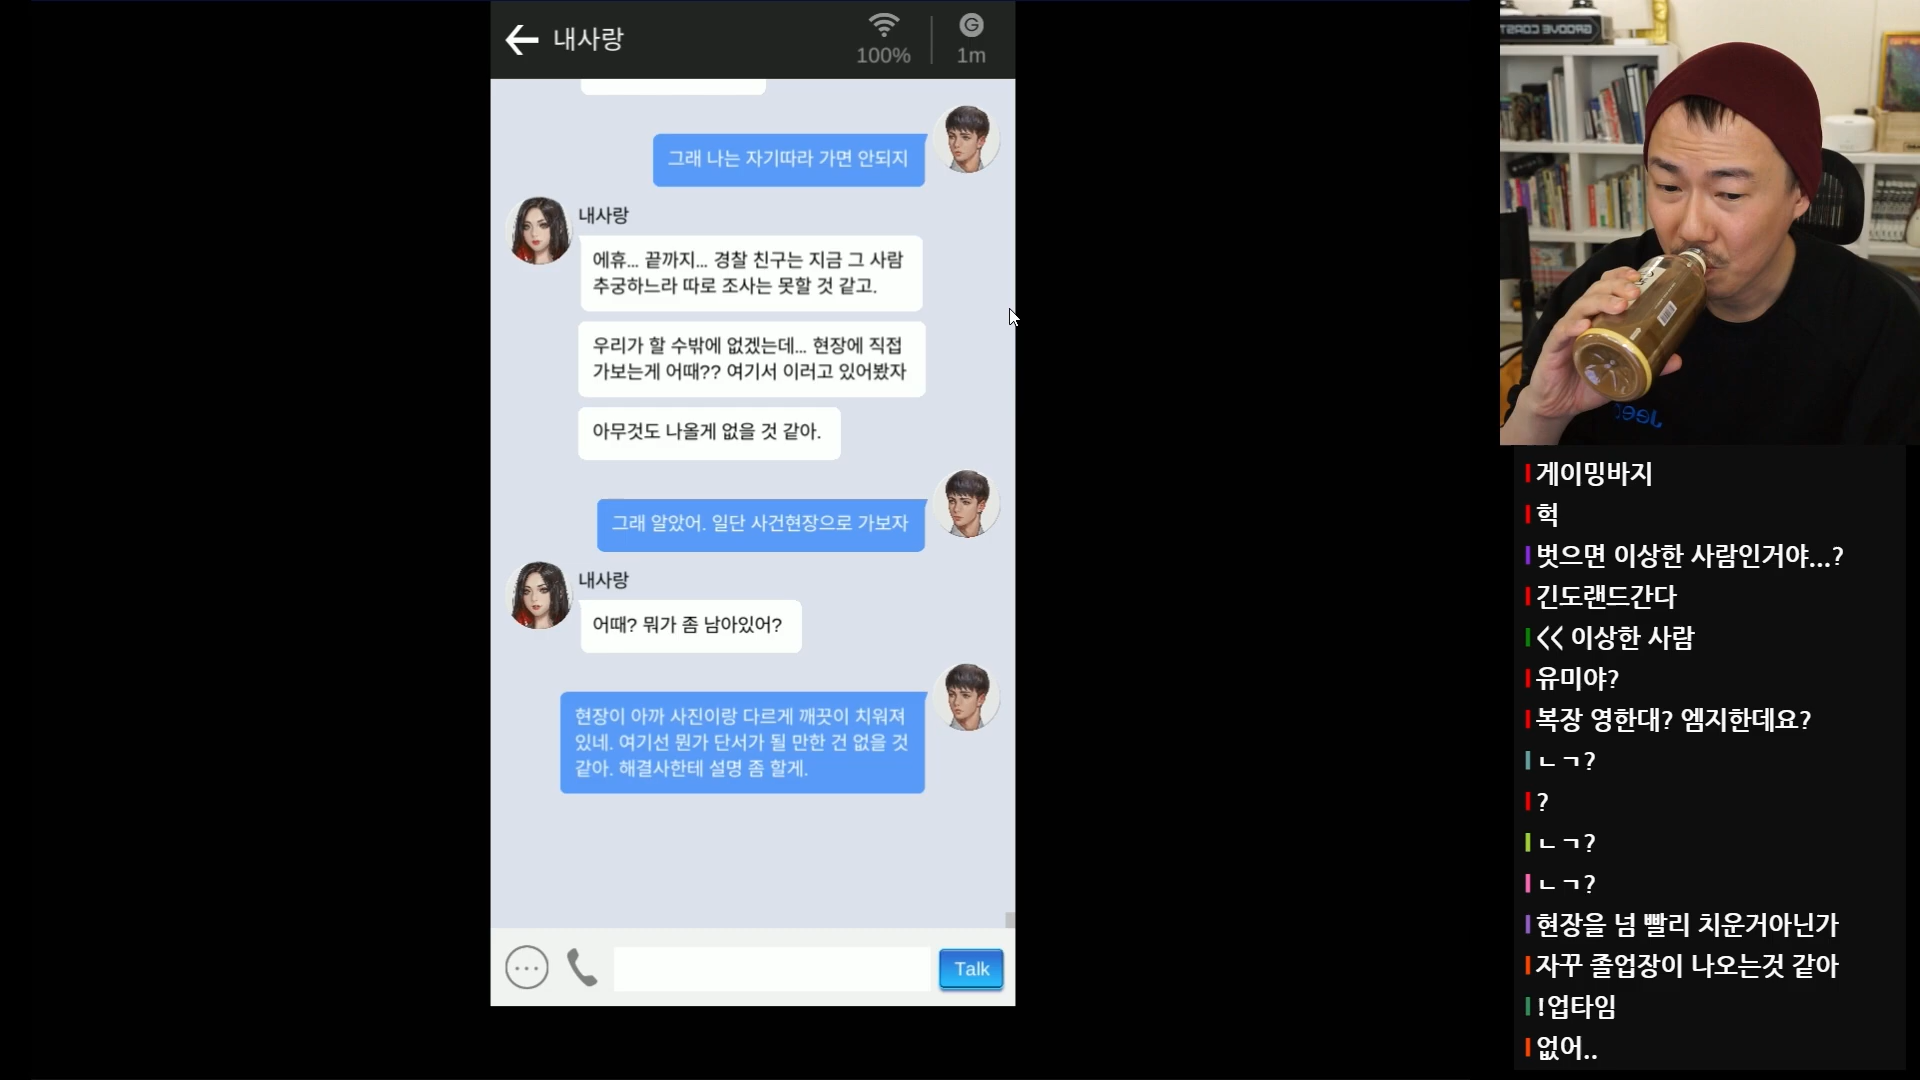 내사랑
100%
G
1m
그래 나는 자기따라 가면 안되지
내사랑
에휴... 끝까지... 경찰 친구는 지금 그 사람
추궁하느라 따로 조사는 못할 것 같고.
우리가 할 수밖에 없겠는데... 현장에 직접
가보는게 어때?? 여기서 이러고 있어봤자
아무것도 나올게 없을 것 같아.
그래 알았어. 일단 사건현장으로 가보자
내사랑
어때? 뭐가 좀 남아있어?
현장이 아까 사진이랑 다르게 깨끗이 치워져
있네. 여기선 뭔가 단서가 될 만한 건 없을 것
같아. 해결사한테 설명 좀 할게.
Talk
GROOVE COAST
Jeep
게이밍바지
헉
벗으면 이상한 사람인거야...?
긴도랜드간다
<< 이상한 사람
유미야?
복장 영한대? 엠지한데요?
ㄴㄱ?
?
ㄴㄱ?
ㄴㄱ?
현장을 넘 빨리 치운거아닌가
자꾸 졸업장이 나오는것 같아
!업타임
없어..